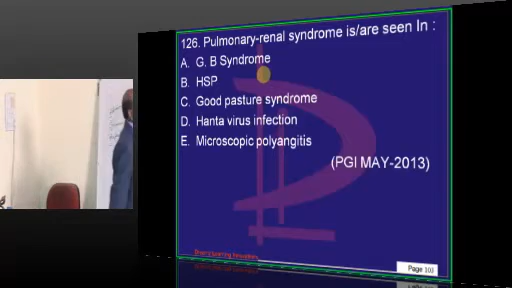 126. Pulmonary-renal syndrome is/are seen In :
A. G. B Syndrome
B. HSP
C. Good pasture syndrome
D. Hanta virus infection
E. Microscopic polyangitis
(PGI MAY-2013)
Page 103